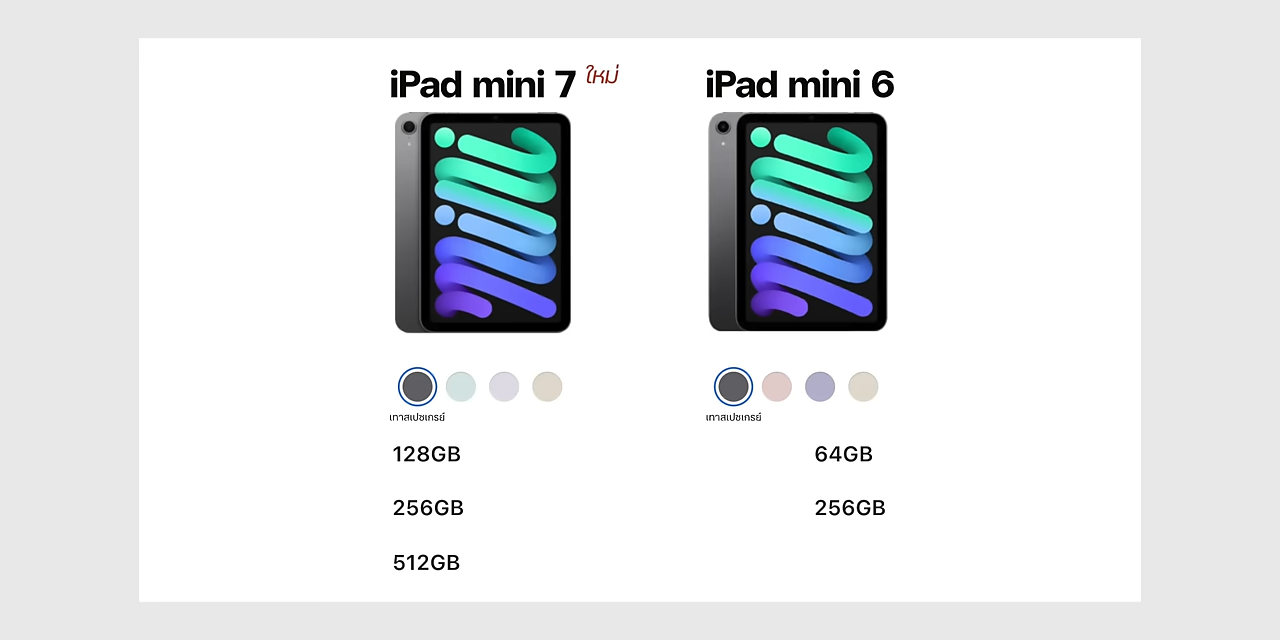 iPad mini 7 ใหม่
iPad mini 6
เทาสเปซเกรย์
เทาสเปซเกรย์
128GB
64GB
256GB
256GB
512GB